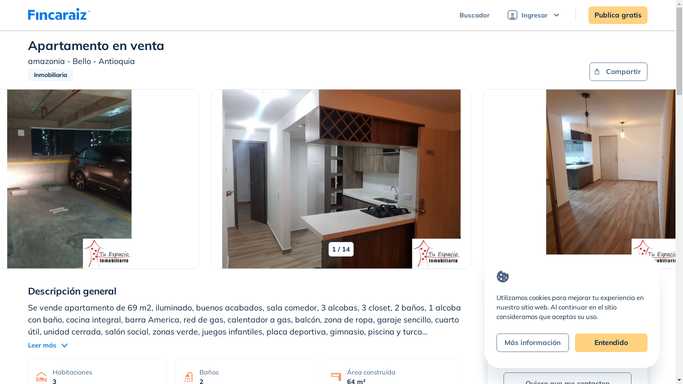 Fincaraiz
Buscador
Ingresar
Publica gratis
Apartamento en venta
amazonia - Bello - Antioquia
Inmobiliaria
Compartir
Tu Espacio
Inmobiliaria
1 / 14
Tu Espacio
Inmobiliaria
Tu Espacio
Inmobiliaria
Descripción general
Se vende apartamento de 69 m2, iluminado, buenos acabados, sala comedor, 3 alcobas, 3 closet, 2 baños, 1 alcoba
con baño, cocina integral, barra America, red de gas, calentador a gas, balcón, zona de ropa, garaje sencillo, cuarto
útil, unidad cerrada, salón social, zonas verde, juegos infantiles, placa deportiva, gimnasio, piscina y turco...
Leer más
Habitaciones
3
Baños
2
Área construida
64 m²
Utilizamos cookies para mejorar tu experiencia en
nuestro sitio web. Al continuar en el sitio
consideramos que aceptas su uso.
Más información
Entendido
Quiero que me contacten